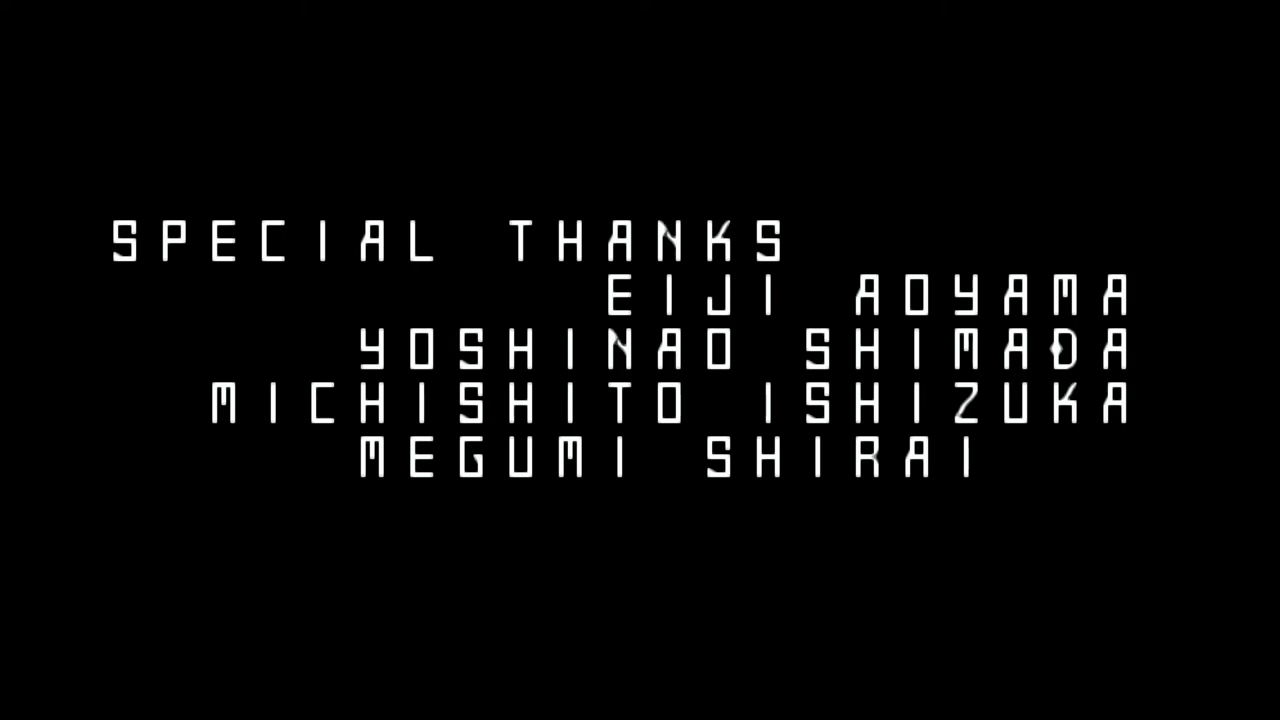 SPECIAL THANKS
EIJI AOYAMA
YOSHINAO SHIMADA
MICHISHITO ISHIZUKA
MEGUMI SHIRAI